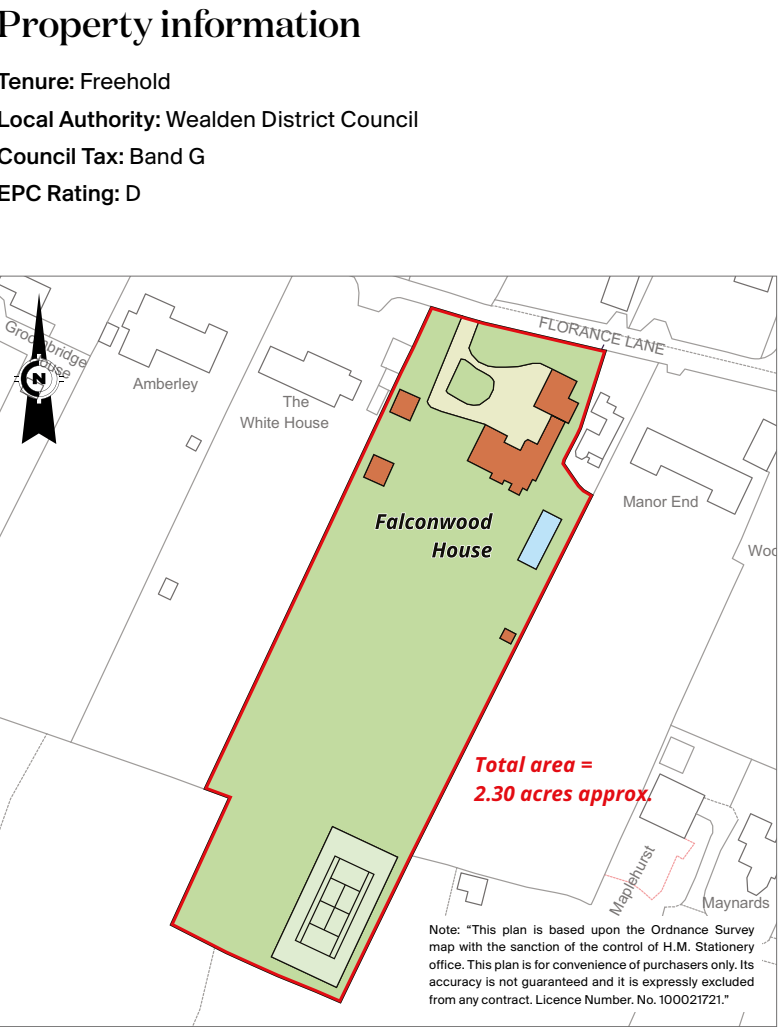 Property information
Tenure: Freehold
Local Authority: Wealden District Council
Council Tax: Band G
EPC Rating: D
FLORANCE LANE
Groombridge
House
N
Amberley
The
White House
Manor End
Falconwood
House
Woo
Total area =
2.30 acres approx.
Maplehurst
Maynards
Note: “This plan is based upon the Ordnance Survey
map with the sanction of the control of H.M. Stationery
office. This plan is for convenience of purchasers only. Its
accuracy is not guaranteed and it is expressly excluded
from any contract. Licence Number. No. 100021721.”